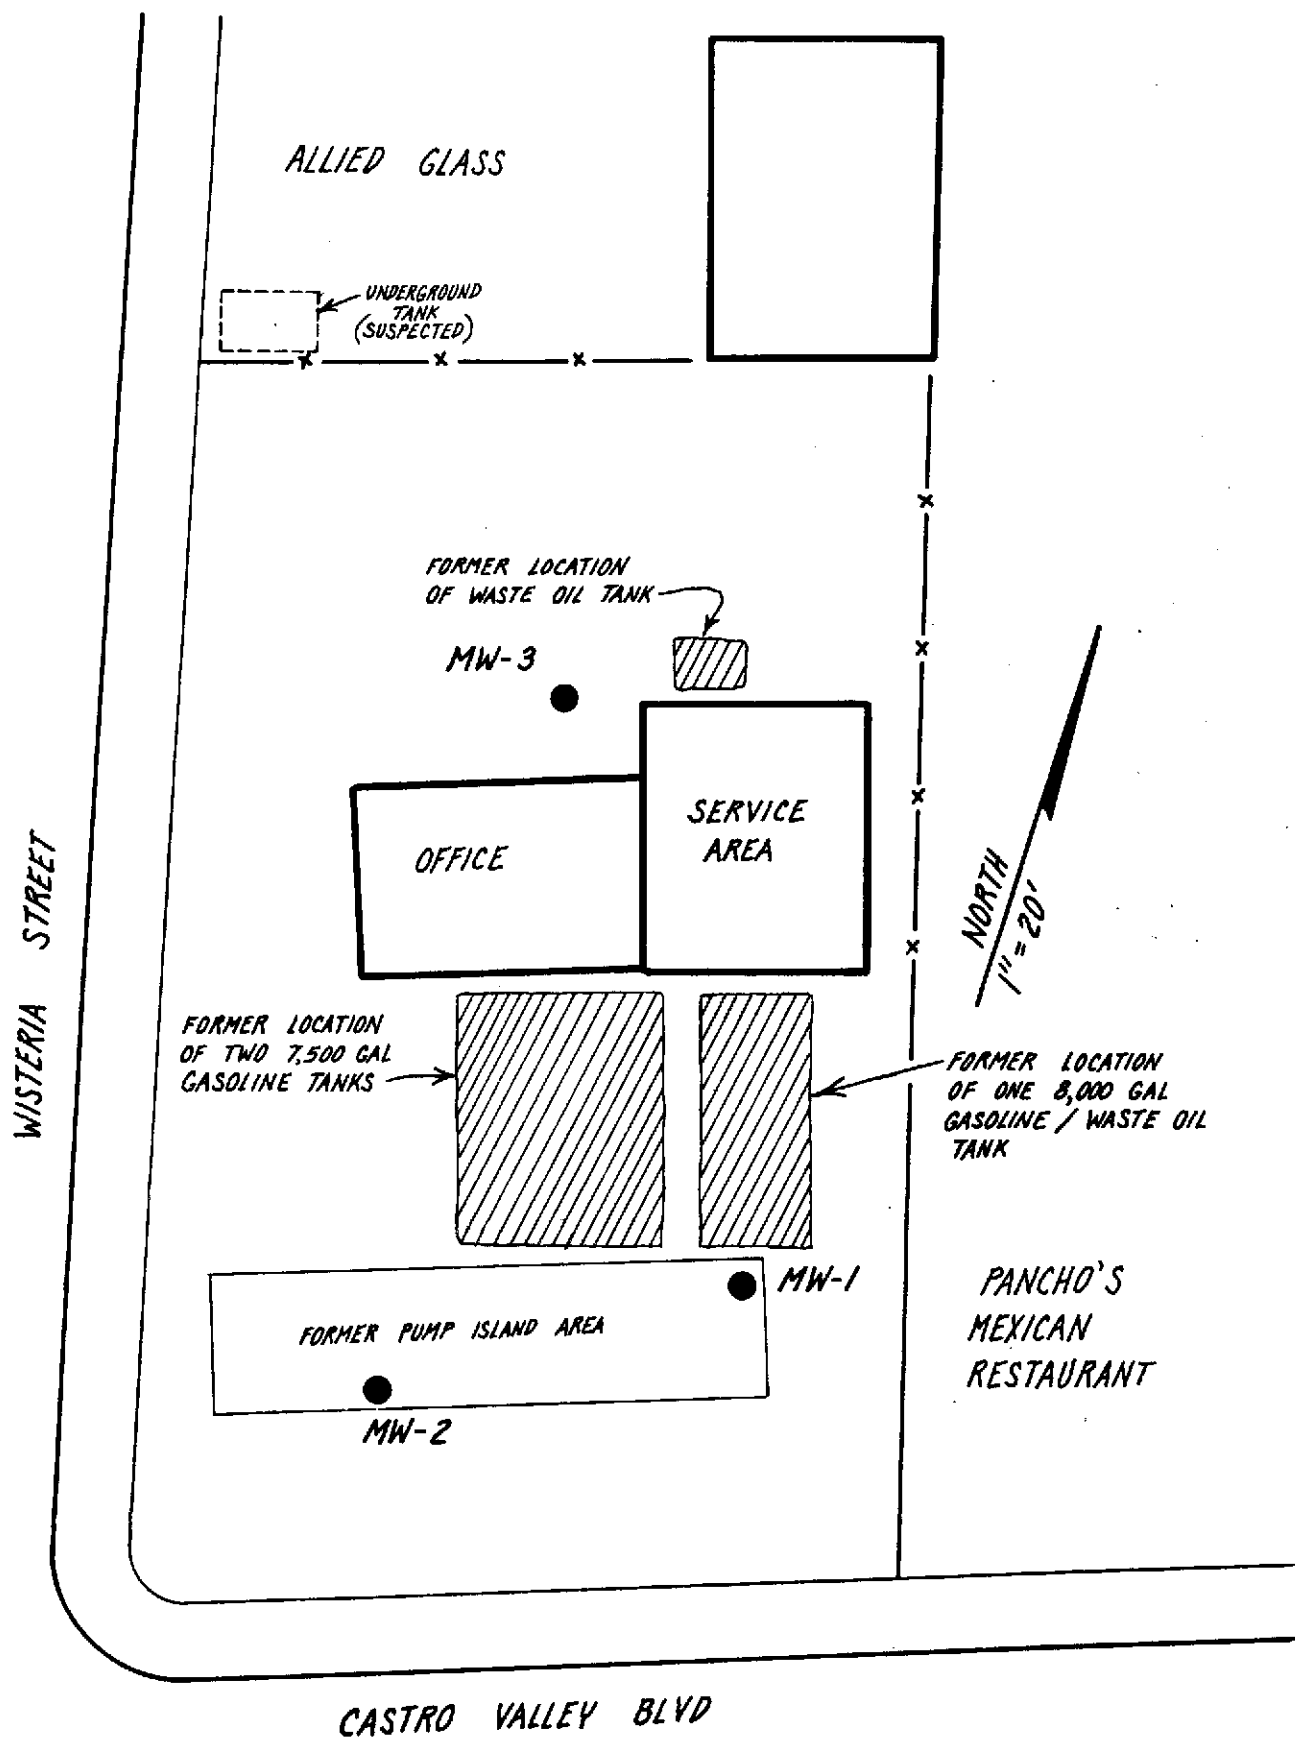 ALLIED GLASS
UNDERGROUND
TANK
(SUSPECTED)
FORMER LOCATION
OF WASTE OIL TANK
MW-3
SERVICE
AREA
OFFICE
NORTH
1" = 20'
WISTERIA STREET
FORMER LOCATION
OF TWO 7,500 GAL
GASOLINE TANKS
FORMER LOCATION
OF ONE 8,000 GAL
GASOLINE / WASTE OIL
TANK
MW-1
FORMER PUMP ISLAND AREA
MW-2
PANCHO'S
MEXICAN
RESTAURANT
CASTRO VALLEY BLVD